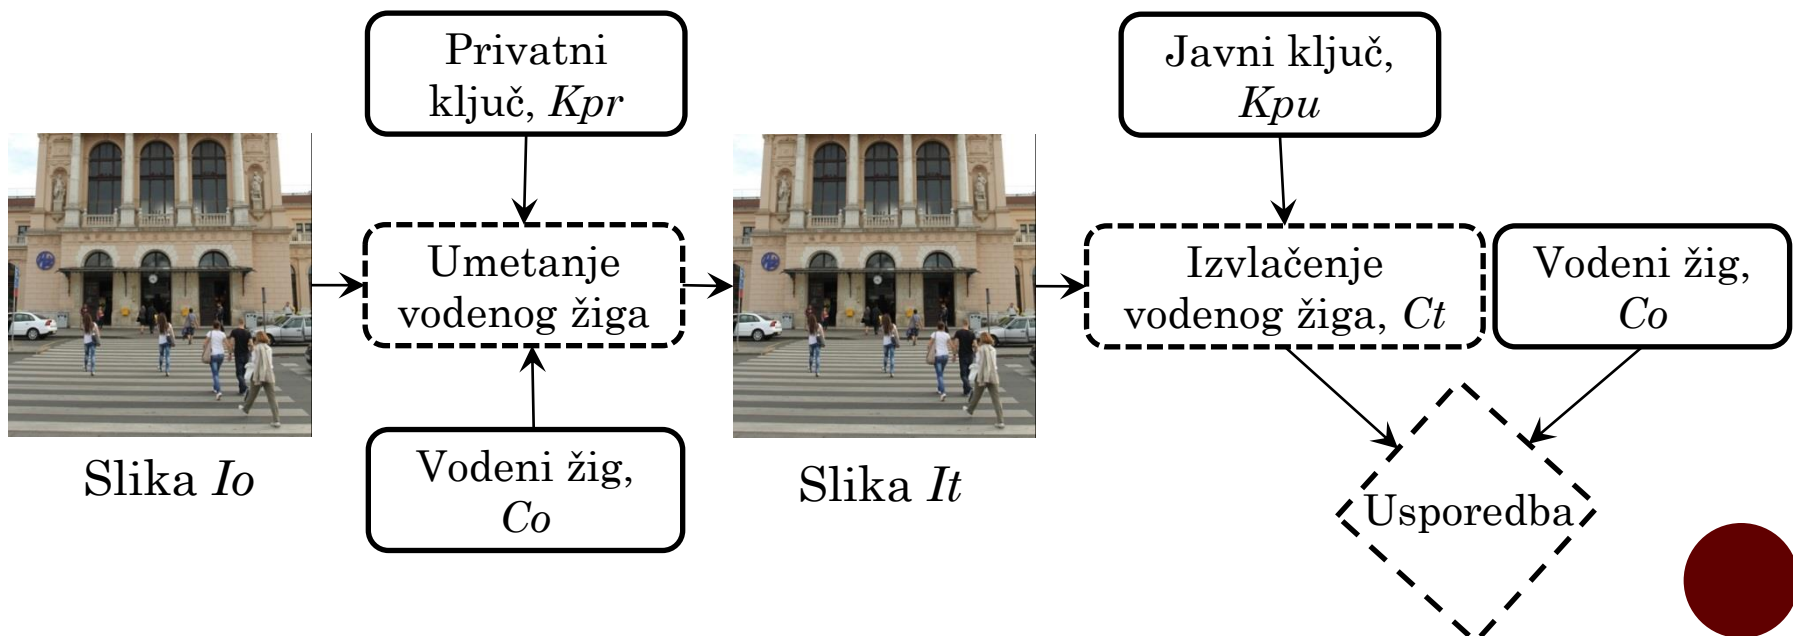 Privatni
ključ, Kpr
Javni ključ,
Kpu
Umetanje
vodenog žiga
Izvlačenje
vodenog žiga, Ct
Vodeni žig,
Co
Slika Io
Vodeni žig,
Co
Slika It
Usporedba